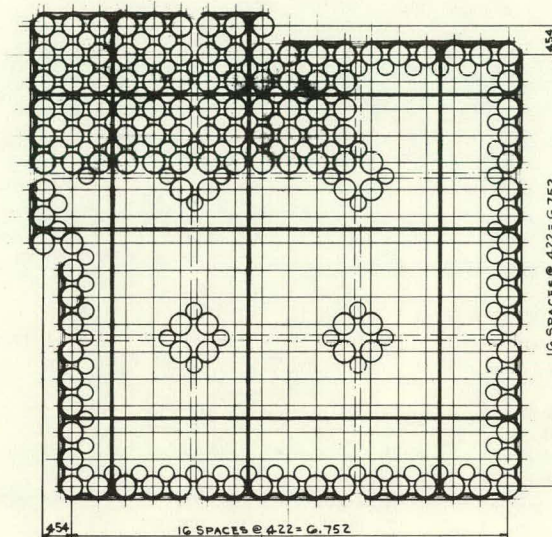 .454
16 SPACES @ .422 = 6.752
.454
16 SPACES @ .422 = 6.752